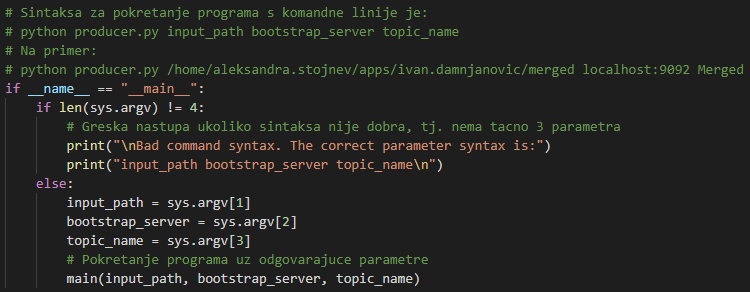 # Sintaksa za pokretanje programa s komandne linije je:
# python producer.py input_path bootstrap_server topic_name
# Na primer:
# python producer.py /home/aleksandra.stojnev/apps/ivan.damnjanovic/merged localhost:9092 Merged
if __name__ == "__main__":
    if len(sys.argv) != 4:
        # Greska nastupa ukoliko sintaksa nije dobra, tj. nema tacno 3 parametra
        print("\nBad command syntax. The correct parameter syntax is:")
        print("input_path bootstrap_server topic_name\n")
    else:
        input_path = sys.argv[1]
        bootstrap_server = sys.argv[2]
        topic_name = sys.argv[3]
        # Pokretanje programa uz odgovarajuce parametre
        main(input_path, bootstrap_server, topic_name)